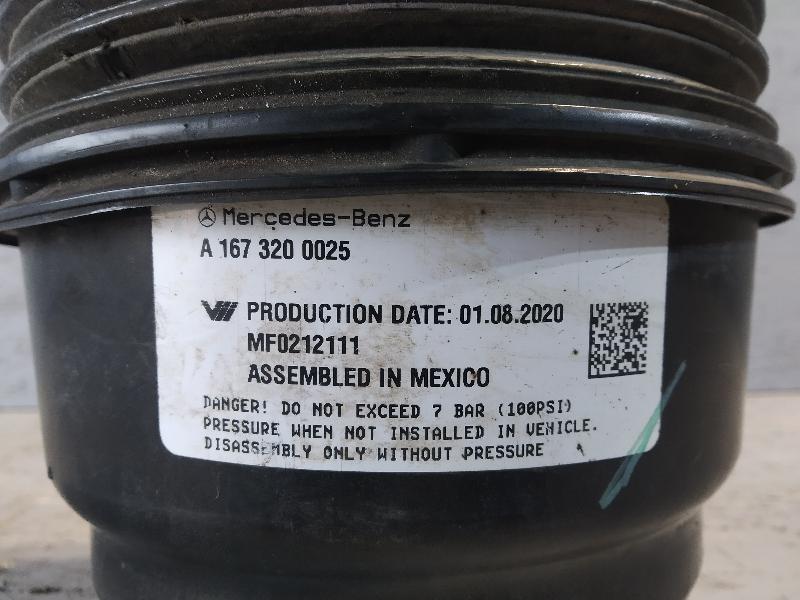 Mercedes-Benz
A 167 320 0025
PRODUCTION DATE: 01.08.2020
MF0212111
ASSEMBLED IN MEXICO
DANGER! DO NOT EXCEED 7 BAR (100PSI)
PRESSURE WHEN NOT INSTALLED IN VEHICLE.
DISASSEMBLY ONLY WITHOUT PRESSURE